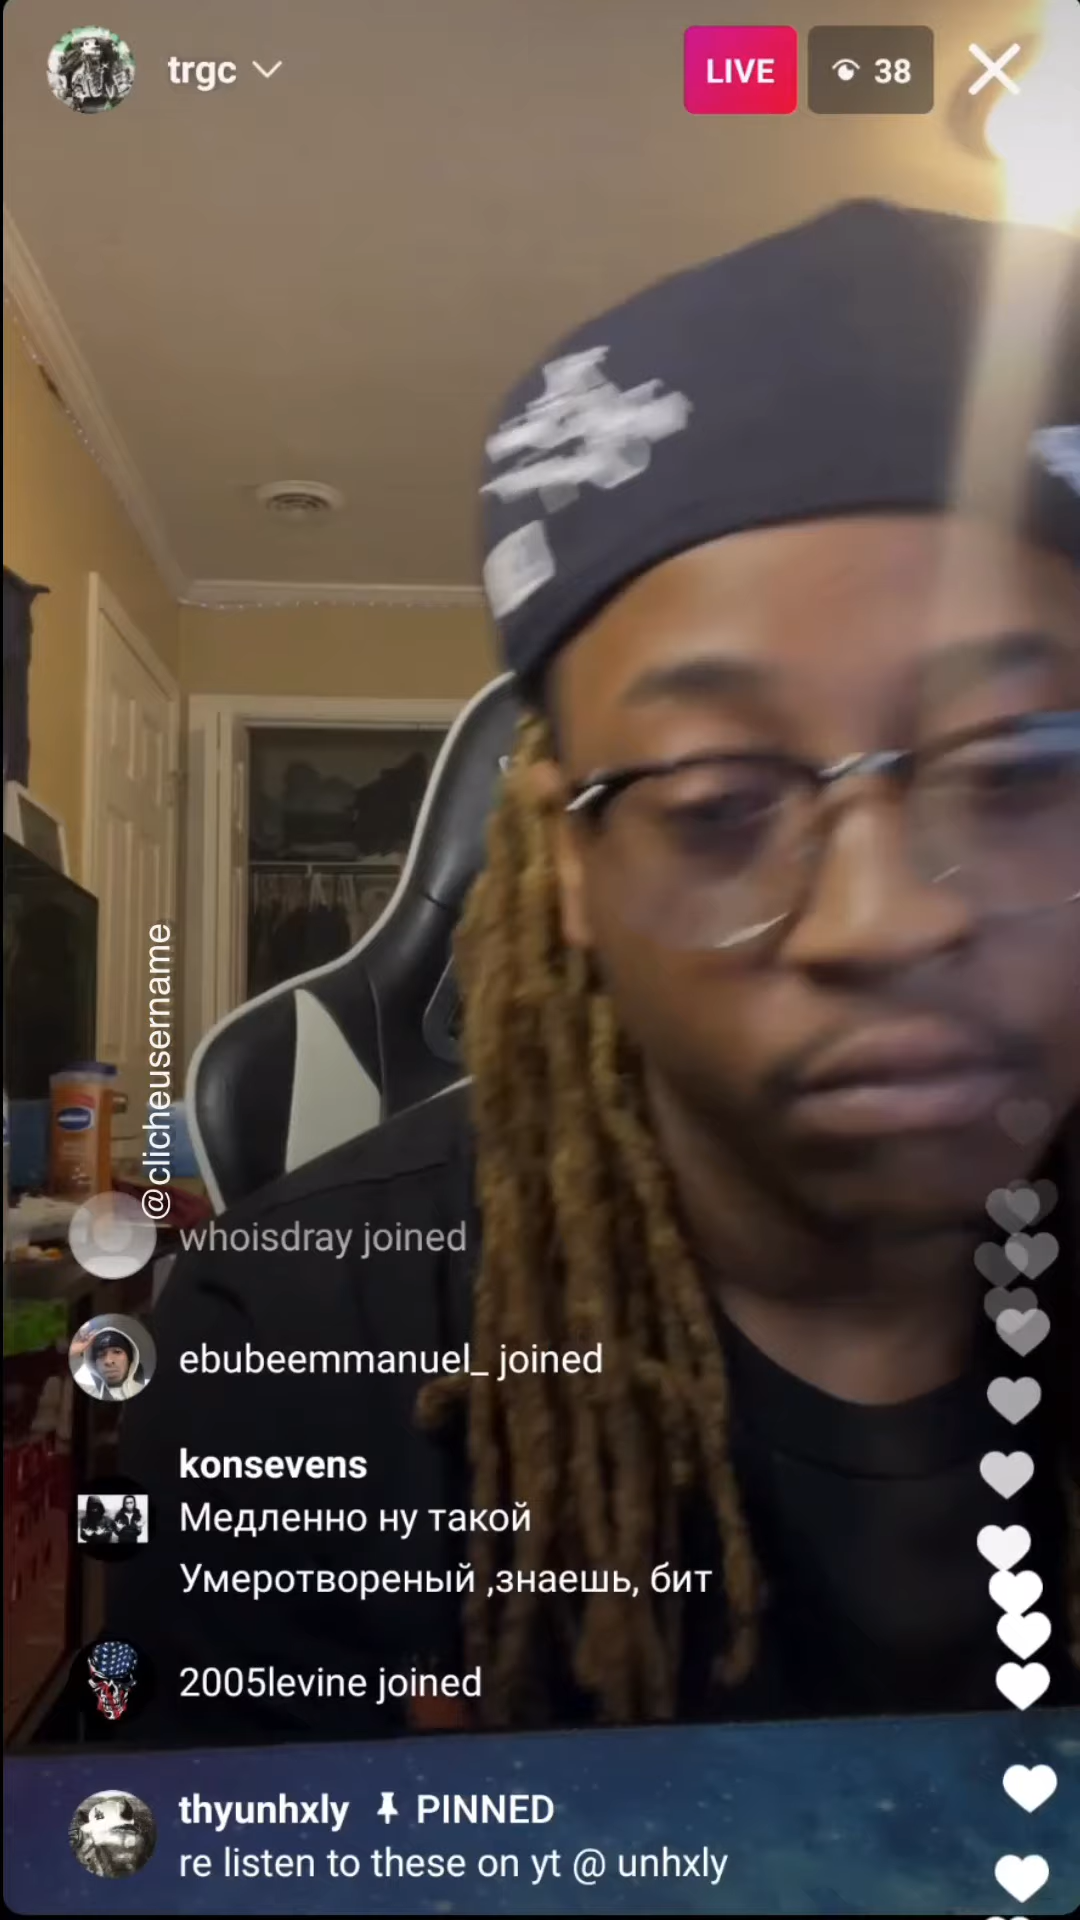 trgc
LIVE
38
@clicheusername
whoisdray joined
ebubeemmanuel_ joined
konsevens
Медленно ну такой
Умеротвореный ,знаешь, бит
2005levine joined
thyunhxly PINNED
re listen to these on yt @ unhxly